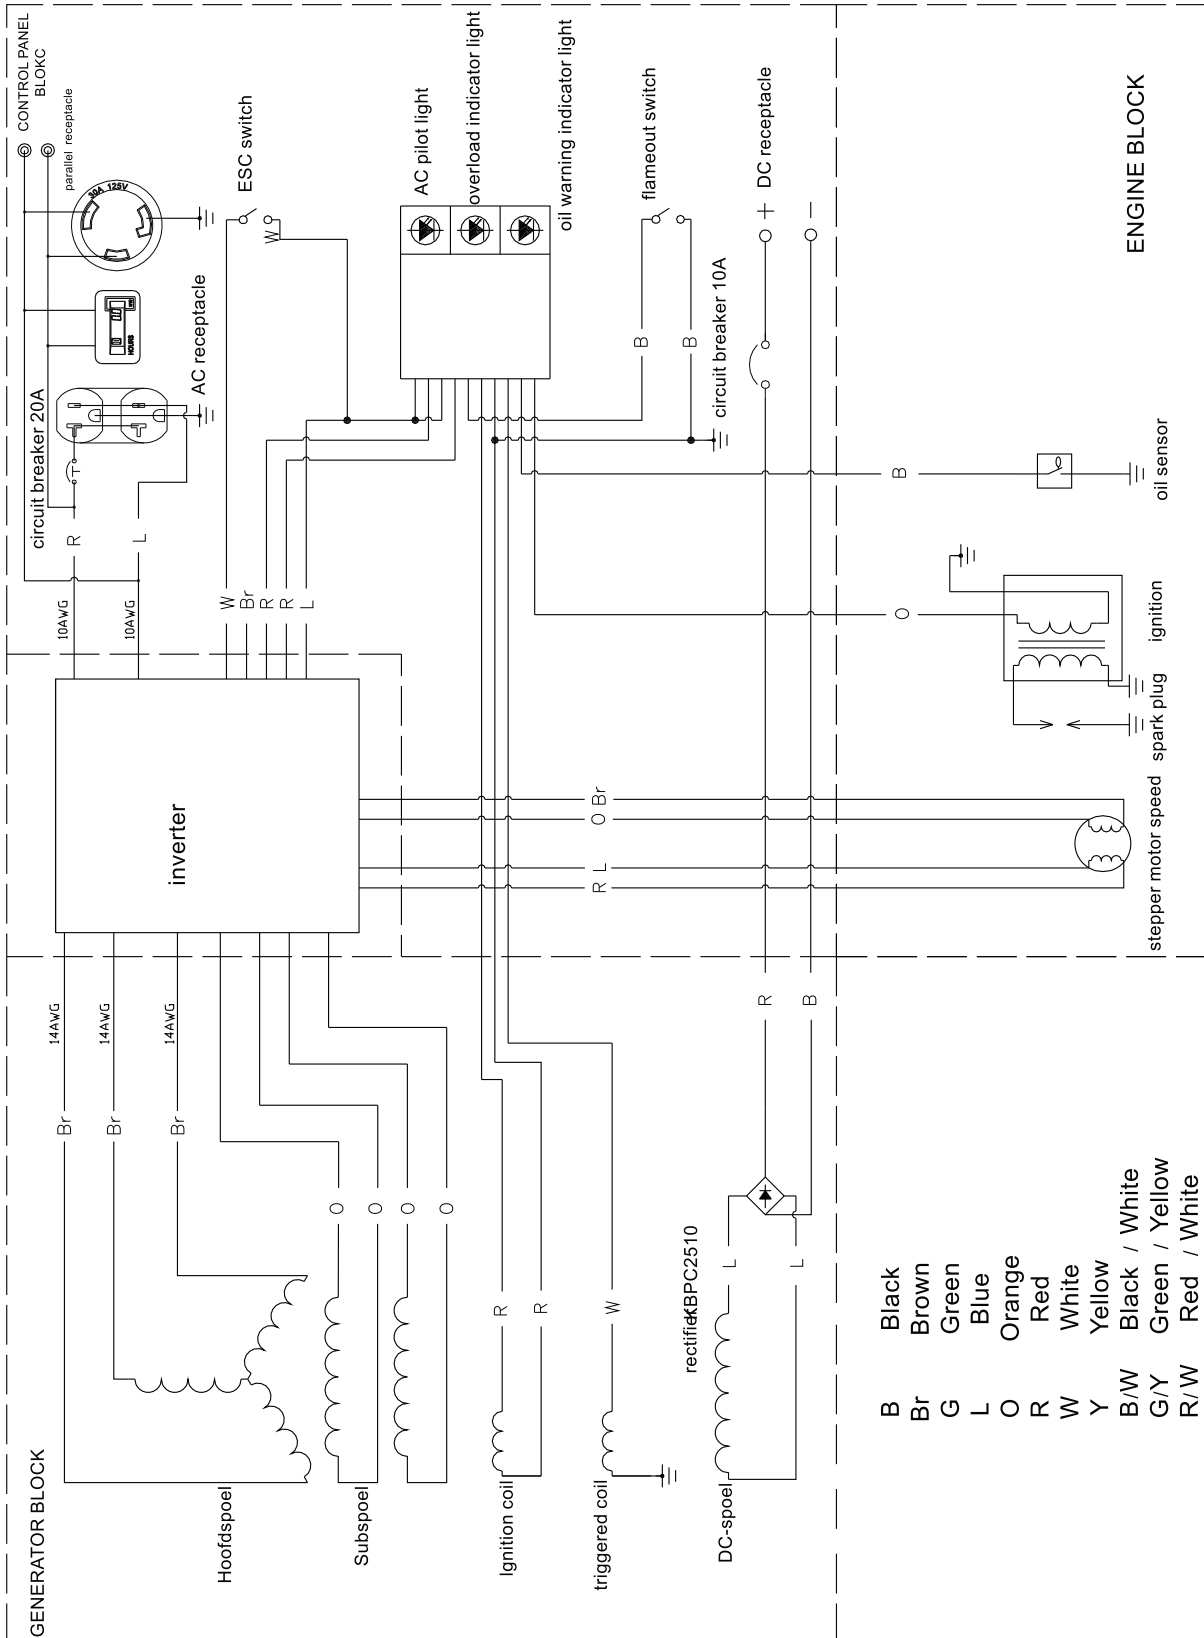 GENERATOR BLOCK
Hoofdspoel
Subspoel
Ignition coil
triggered coil
DC-spoel
rectifier
KBPC2510
Br
Br
Br
14AWG
14AWG
14AWG
O
O
O
O
R
R
W
L
L
R
B
inverter
R L
O Br
10AWG
10AWG
R
L
W
Br
R
R
L
CONTROL PANEL
BLOKC
parallel receptacle
30A 125V
HOURS
circuit breaker 20A
AC receptacle
ESC switch
W
AC pilot light
overload indicator light
oil warning indicator light
flameout switch
B
B
circuit breaker 10A
DC receptacle
+
−
ENGINE BLOCK
B
O
oil sensor
ignition
spark plug
stepper motor speed
B Black
Br Brown
G Green
L Blue
O Orange
R Red
W White
Y Yellow
B/W Black / White
G/Y Green / Yellow
R/W Red / White